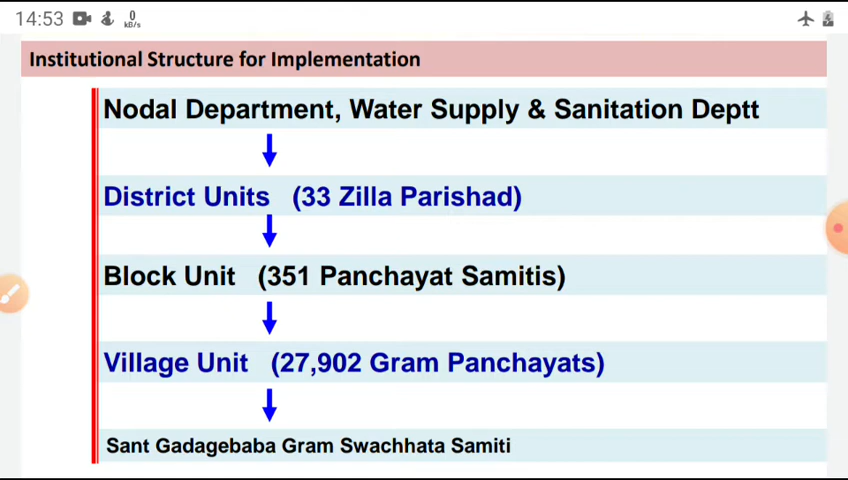 14:53
0
kB/s
Institutional Structure for Implementation
Nodal Department, Water Supply & Sanitation Deptt
District Units (33 Zilla Parishad)
Block Unit (351 Panchayat Samitis)
Village Unit (27,902 Gram Panchayats)
Sant Gadagebaba Gram Swachhata Samiti